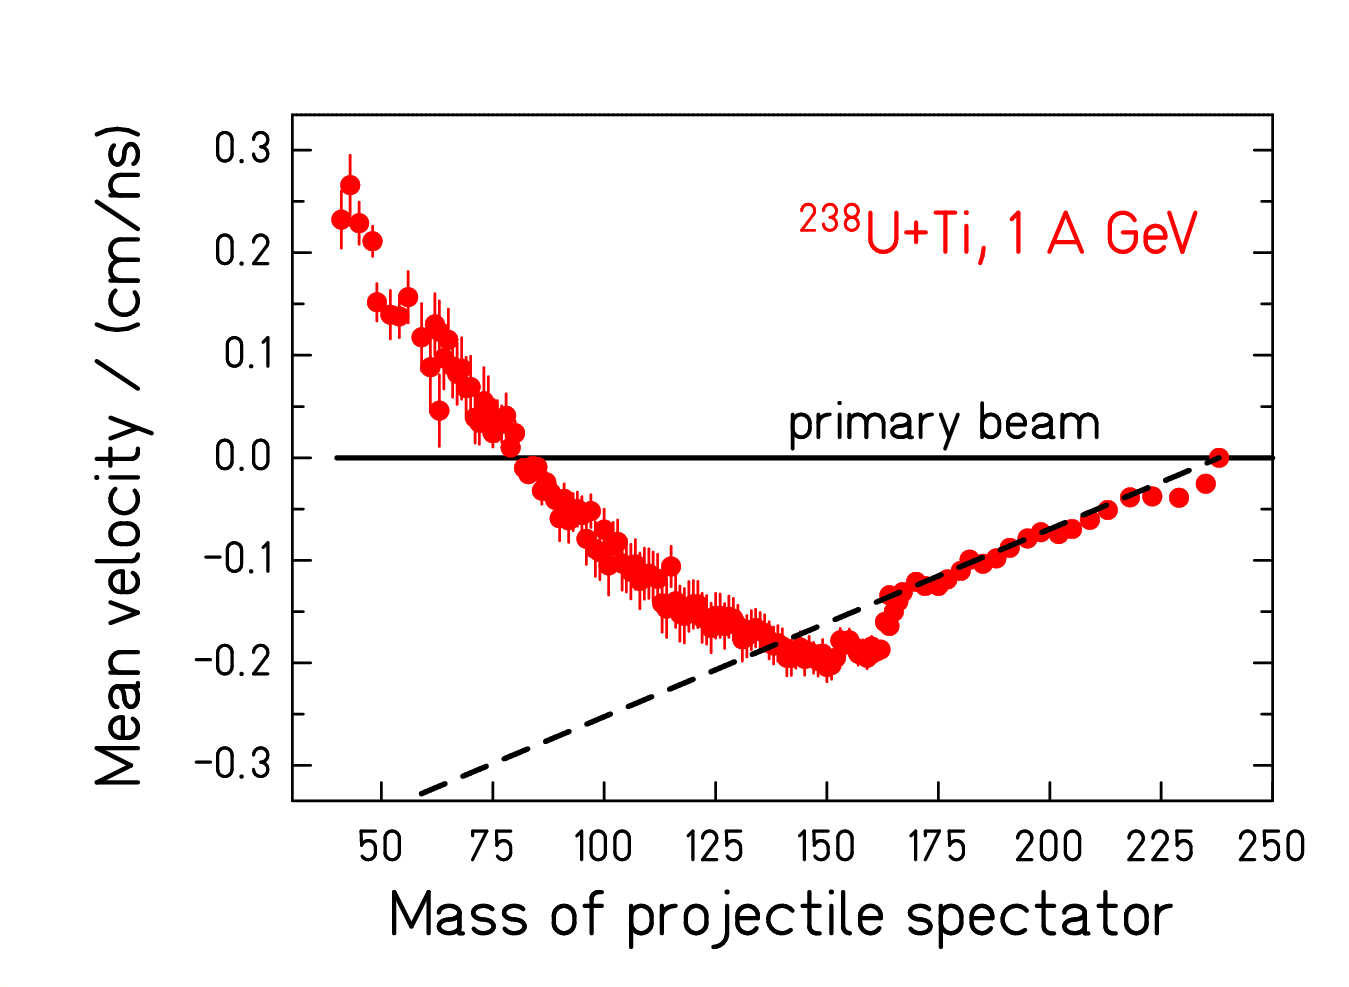 Mean velocity / (cm/ns)
0.3
0.2
0.1
0.0
−0.1
−0.2
−0.3
²³⁸U+Ti, 1 A GeV
primary beam
50 75 100 125 150 175 200 225 250
Mass of projectile spectator